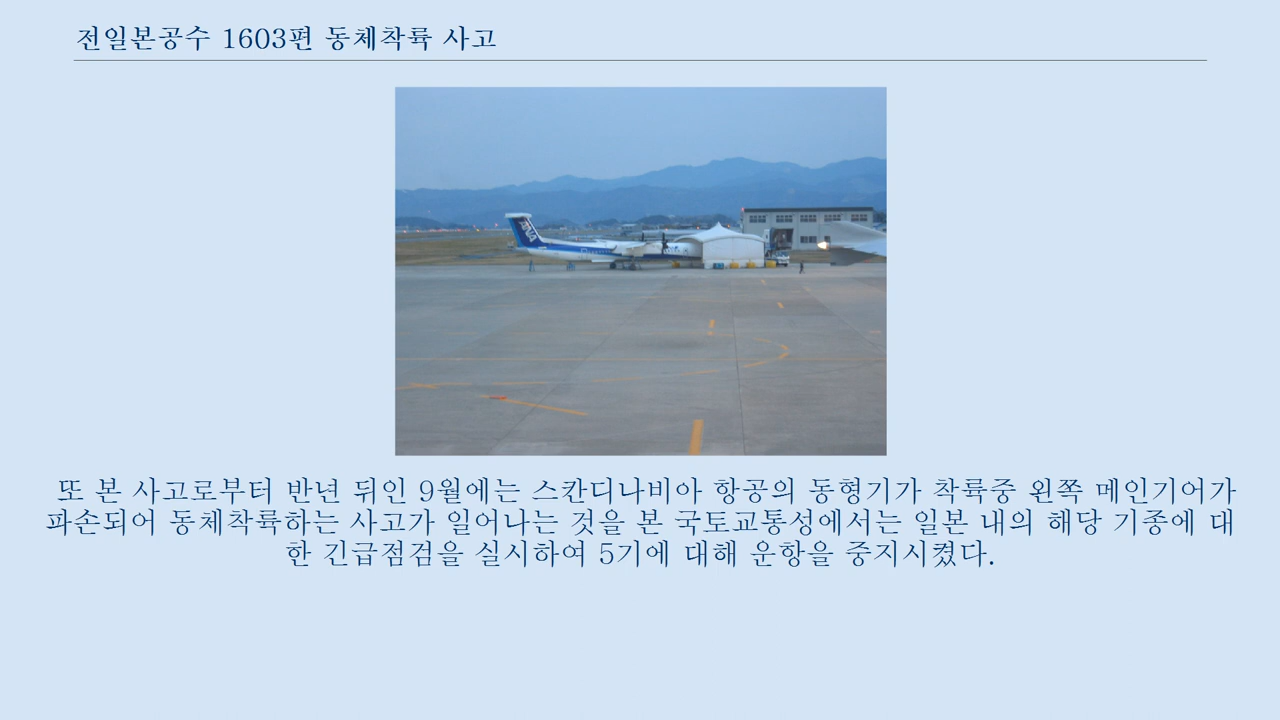 전일본공수 1603편 동체착륙 사고
ANA
또 본 사고로부터 반년 뒤인 9월에는 스칸디나비아 항공의 동형기가 착륙중 왼쪽 메인기어가
파손되어 동체착륙하는 사고가 일어나는 것을 본 국토교통성에서는 일본 내의 해당 기종에 대
한 긴급점검을 실시하여 5기에 대해 운항을 중지시켰다.